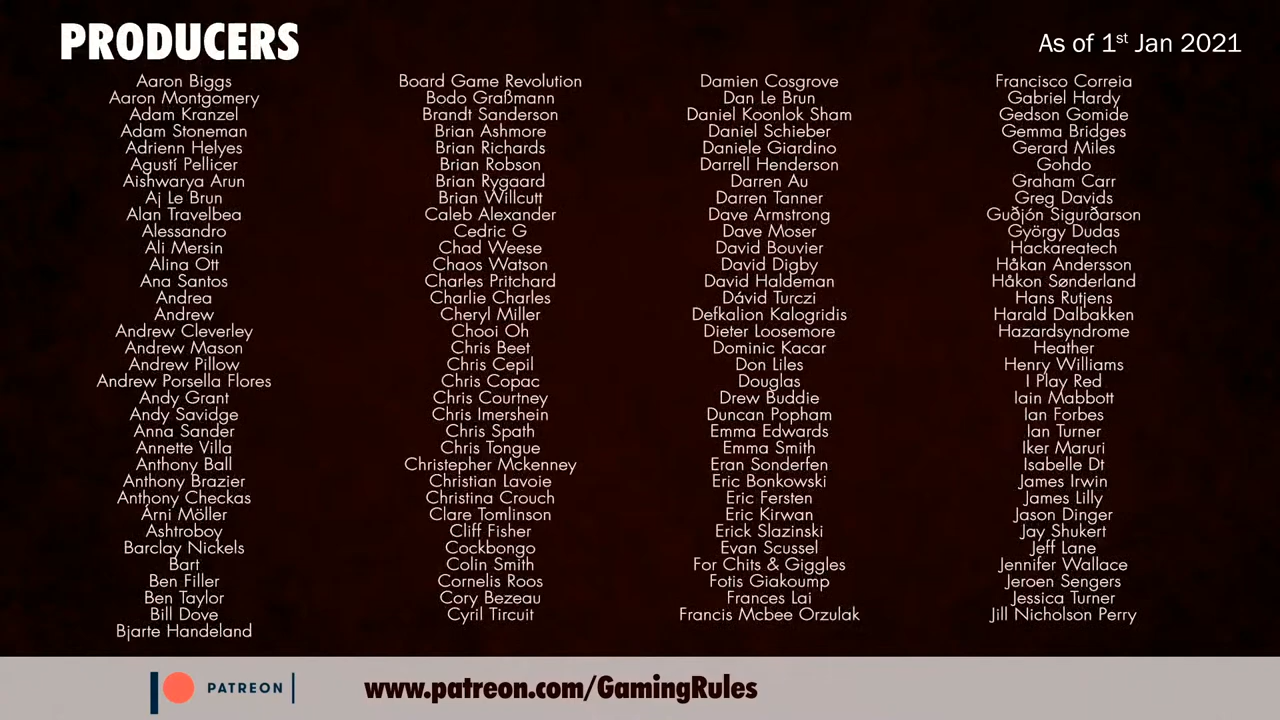 PRODUCERS
As of 1st Jan 2021
Aaron Biggs
Aaron Montgomery
Adam Kranzel
Adam Stoneman
Adrienn Helyes
Agustí Pellicer
Aishwarya Arun
Aj Le Brun
Alan Travelbea
Alessandro
Ali Mersin
Alina Ott
Ana Santos
Andrea
Andrew
Andrew Cleverley
Andrew Mason
Andrew Pillow
Andrew Porsella Flores
Andy Grant
Andy Savidge
Anna Sander
Annette Villa
Anthony Ball
Anthony Brazier
Anthony Checkas
Árni Möller
Ashtroboy
Barclay Nickels
Bart
Ben Filler
Ben Taylor
Bill Dove
Bjarte Handeland
Board Game Revolution
Bodo Graßmann
Brandt Sanderson
Brian Ashmore
Brian Richards
Brian Robson
Brian Rygaard
Brian Willcutt
Caleb Alexander
Cedric G
Chad Weese
Chaos Watson
Charles Pritchard
Charlie Charles
Cheryl Miller
Chooi Oh
Chris Beet
Chris Cepil
Chris Copac
Chris Courtney
Chris Imershein
Chris Spath
Chris Tongue
Christepher Mckenney
Christian Lavoie
Christina Crouch
Clare Tomlinson
Cliff Fisher
Cockbongo
Colin Smith
Cornelis Roos
Cory Bezeau
Cyril Tircuit
Damien Cosgrove
Dan Le Brun
Daniel Koonlok Sham
Daniel Schieber
Daniele Giardino
Darrell Henderson
Darren Au
Darren Tanner
Dave Armstrong
Dave Moser
David Bouvier
David Digby
David Haldeman
Dávid Turczi
Defkalion Kalogridis
Dieter Loosemore
Dominic Kacar
Don Liles
Douglas
Drew Buddie
Duncan Popham
Emma Edwards
Emma Smith
Eran Sonderfen
Eric Bonkowski
Eric Fersten
Eric Kirwan
Erick Slazinski
Evan Scussel
For Chits & Giggles
Fotis Giakoump
Frances Lai
Francis Mcbee Orzulak
Francisco Correia
Gabriel Hardy
Gedson Gomide
Gemma Bridges
Gerard Miles
Gohdo
Graham Carr
Greg Davids
Guðjón Sigurðarson
György Dudas
Hackareatech
Håkan Andersson
Håkon Sønderland
Hans Rutjens
Harald Dalbakken
Hazardsyndrome
Heather
Henry Williams
I Play Red
Iain Mabbott
Ian Forbes
Ian Turner
Iker Maruri
Isabelle Dt
James Irwin
James Lilly
Jason Dinger
Jay Shukert
Jeff Lane
Jennifer Wallace
Jeroen Sengers
Jessica Turner
Jill Nicholson Perry
PATREON
www.patreon.com/GamingRules